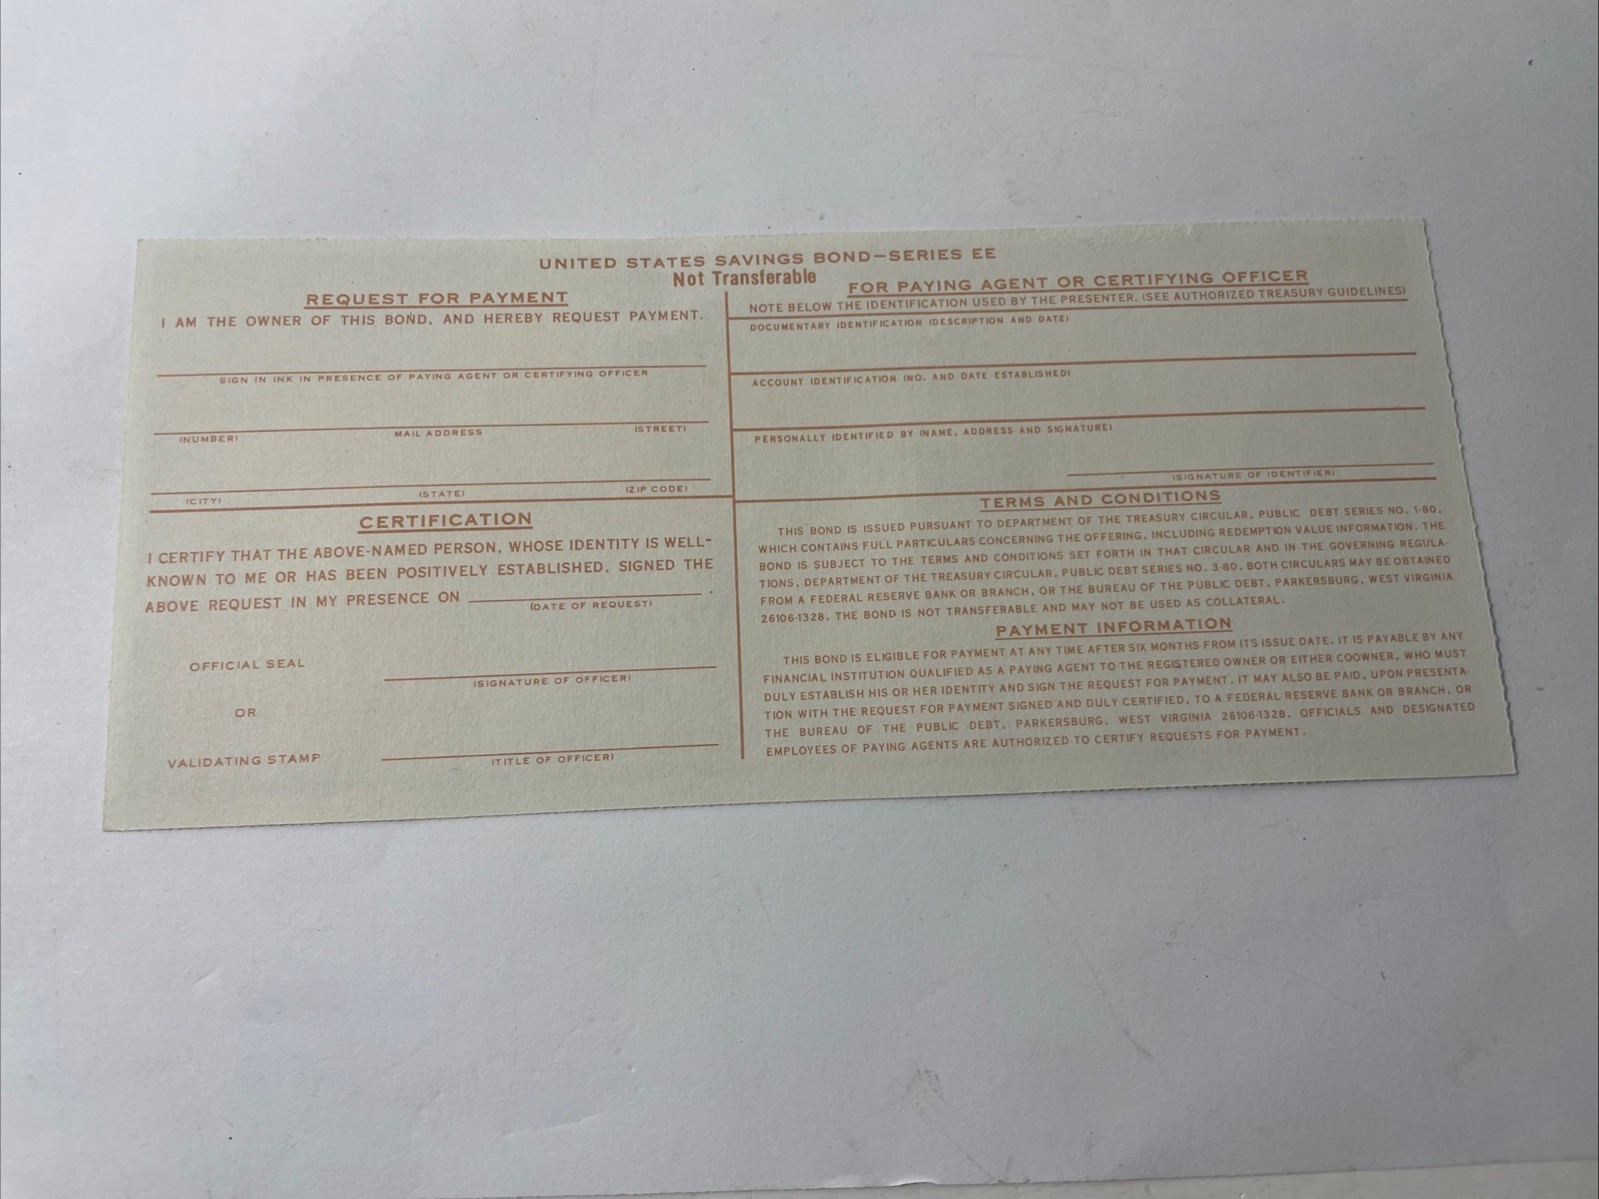 UNITED STATES SAVINGS BOND—SERIES EE
Not Transferable
REQUEST FOR PAYMENT
I AM THE OWNER OF THIS BOND, AND HEREBY REQUEST PAYMENT.
SIGN IN INK IN PRESENCE OF PAYING AGENT OR CERTIFYING OFFICER
(NUMBER) MAIL ADDRESS (STREET)
(CITY) (STATE) (ZIP CODE)
CERTIFICATION
I CERTIFY THAT THE ABOVE-NAMED PERSON, WHOSE IDENTITY IS WELL-
KNOWN TO ME OR HAS BEEN POSITIVELY ESTABLISHED, SIGNED THE
ABOVE REQUEST IN MY PRESENCE ON
(DATE OF REQUEST)
OFFICIAL SEAL
(SIGNATURE OF OFFICER)
OR
VALIDATING STAMP
(TITLE OF OFFICER)
FOR PAYING AGENT OR CERTIFYING OFFICER
NOTE BELOW THE IDENTIFICATION USED BY THE PRESENTER. (SEE AUTHORIZED TREASURY GUIDELINES)
DOCUMENTARY IDENTIFICATION (DESCRIPTION AND DATE)
ACCOUNT IDENTIFICATION (NO. AND DATE ESTABLISHED)
PERSONALLY IDENTIFIED BY (NAME, ADDRESS AND SIGNATURE)
(SIGNATURE OF IDENTIFIER)
TERMS AND CONDITIONS
THIS BOND IS ISSUED PURSUANT TO DEPARTMENT OF THE TREASURY CIRCULAR, PUBLIC DEBT SERIES NO. 1-80,
WHICH CONTAINS FULL PARTICULARS CONCERNING THE OFFERING, INCLUDING REDEMPTION VALUE INFORMATION. THE
BOND IS SUBJECT TO THE TERMS AND CONDITIONS SET FORTH IN THAT CIRCULAR AND IN THE GOVERNING REGULA-
TIONS, DEPARTMENT OF THE TREASURY CIRCULAR, PUBLIC DEBT SERIES NO. 3-80. BOTH CIRCULARS MAY BE OBTAINED
FROM A FEDERAL RESERVE BANK OR BRANCH, OR THE BUREAU OF THE PUBLIC DEBT, PARKERSBURG, WEST VIRGINIA
26106-1328. THE BOND IS NOT TRANSFERABLE AND MAY NOT BE USED AS COLLATERAL.
PAYMENT INFORMATION
THIS BOND IS ELIGIBLE FOR PAYMENT AT ANY TIME AFTER SIX MONTHS FROM ITS ISSUE DATE. IT IS PAYABLE BY ANY
FINANCIAL INSTITUTION QUALIFIED AS A PAYING AGENT TO THE REGISTERED OWNER OR EITHER COOWNER, WHO MUST
DULY ESTABLISH HIS OR HER IDENTITY AND SIGN THE REQUEST FOR PAYMENT. IT MAY ALSO BE PAID, UPON PRESENTA-
TION WITH THE REQUEST FOR PAYMENT SIGNED AND DULY CERTIFIED, TO A FEDERAL RESERVE BANK OR BRANCH, OR
THE BUREAU OF THE PUBLIC DEBT, PARKERSBURG, WEST VIRGINIA 26106-1328. OFFICIALS AND DESIGNATED
EMPLOYEES OF PAYING AGENTS ARE AUTHORIZED TO CERTIFY REQUESTS FOR PAYMENT.